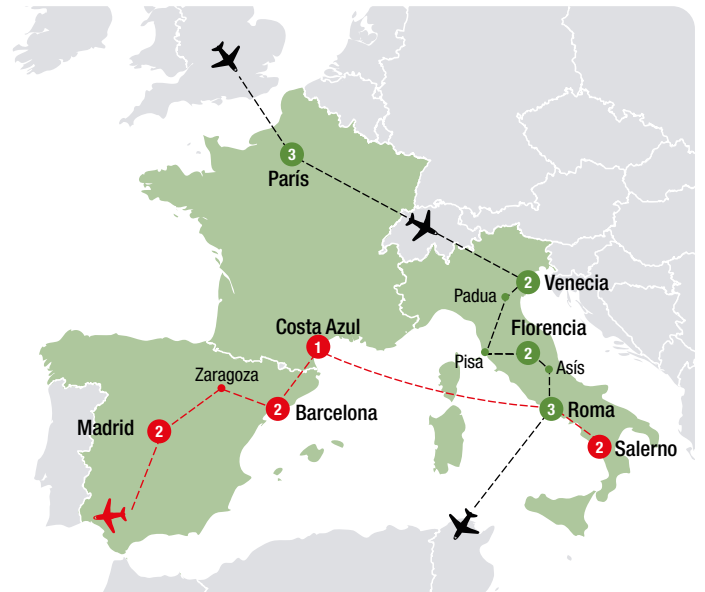 3
París
2
Venecia
Padua
Costa Azul
1
Florencia
2
Pisa
Asís
Zaragoza
2
Barcelona
3
Roma
Madrid
2
2
Salerno